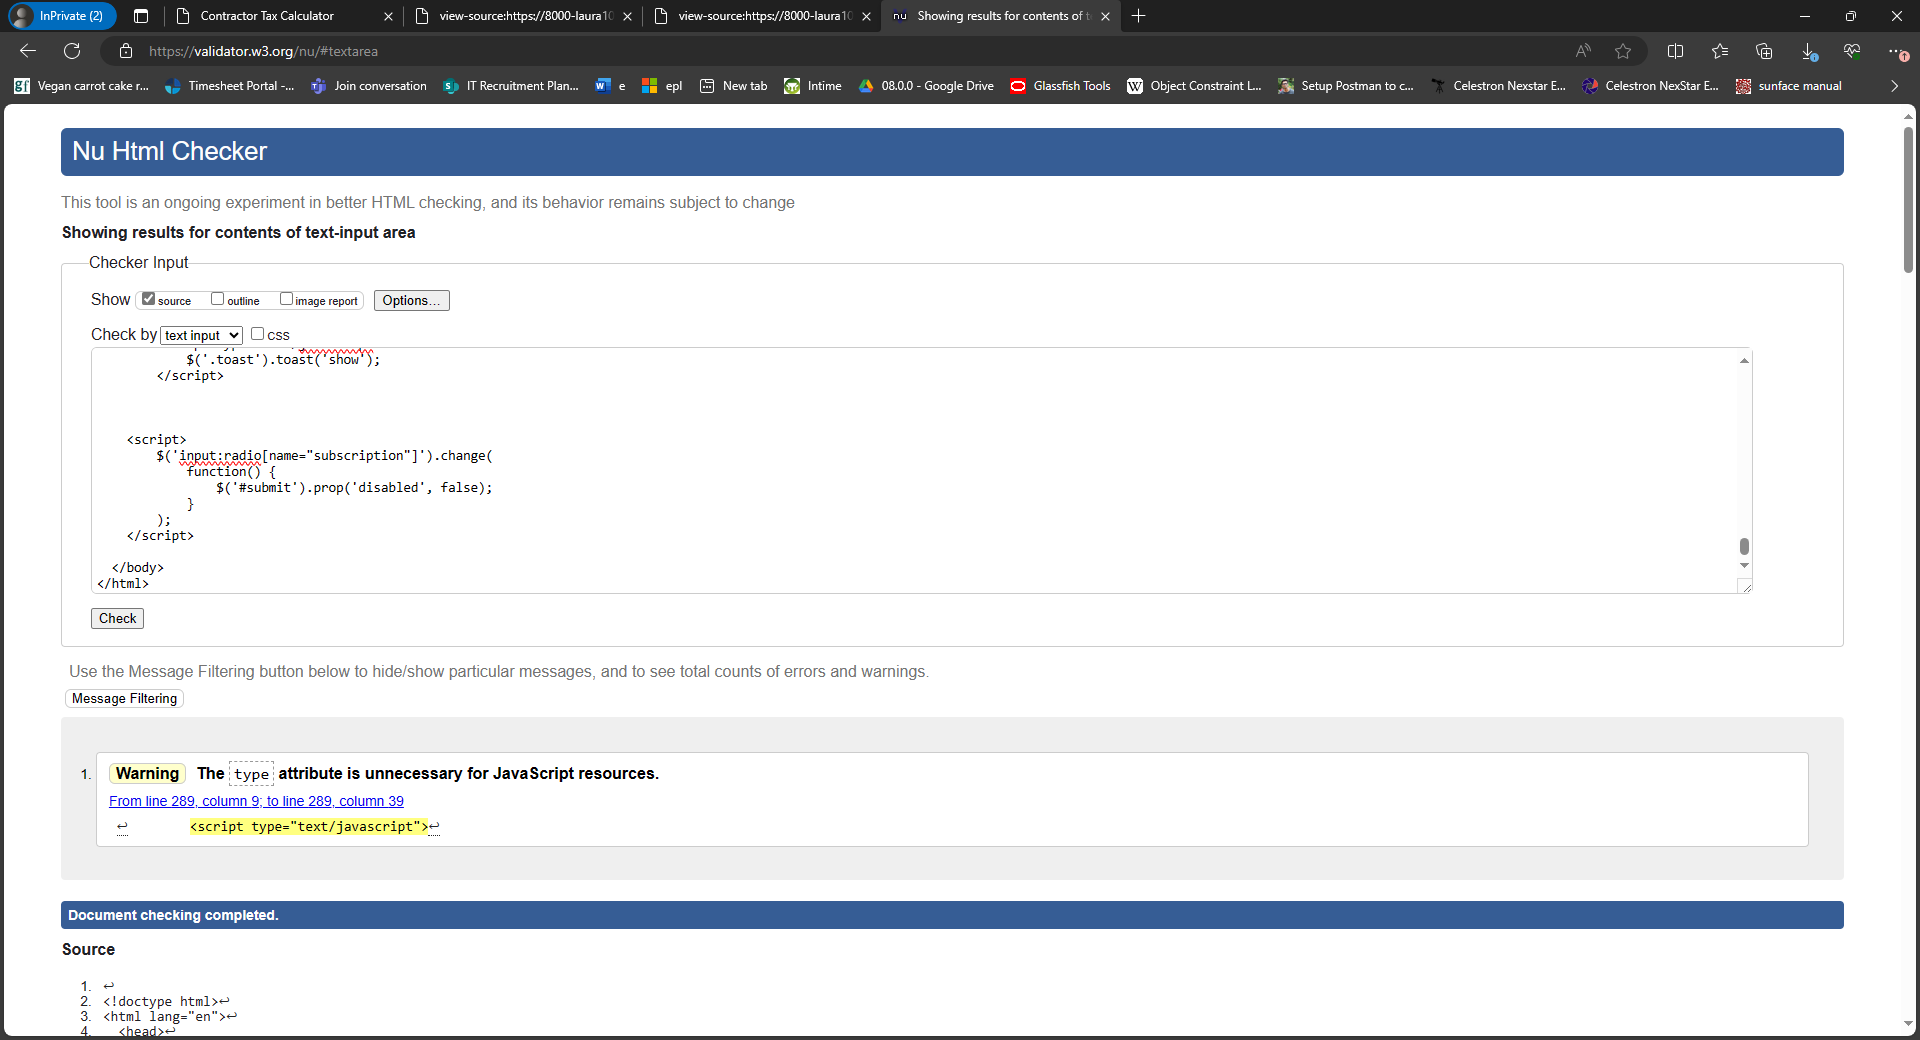 InPrivate (2)
Contractor Tax Calculator
view-source:https://8000-laura10
view-source:https://8000-laura10
nu
Showing results for contents of t
https://validator.w3.org/nu/#textarea
gf Vegan carrot cake r...
Timesheet Portal -...
Join conversation
IT Recruitment Plan...
e
epl
New tab
Intime
08.0.0 - Google Drive
Glassfish Tools
W Object Constraint L...
Setup Postman to c...
Celestron Nexstar E...
Celestron NexStar E...
sunface manual
Nu Html Checker
This tool is an ongoing experiment in better HTML checking, and its behavior remains subject to change
Showing results for contents of text-input area
Checker Input
Show source outline image report Options...
Check by text input css
$('.toast').toast('show');
</script>
<script>
$('input:radio[name="subscription"]').change(
function() {
$('#submit').prop('disabled', false);
}
);
</script>
</body>
</html>
Check
Use the Message Filtering button below to hide/show particular messages, and to see total counts of errors and warnings.
Message Filtering
1. Warning The type attribute is unnecessary for JavaScript resources.
From line 289, column 9; to line 289, column 39
↩ <script type="text/javascript">↩
Document checking completed.
Source
1. ↩
2. <!doctype html>↩
3. <html lang="en">↩
4. <head>↩